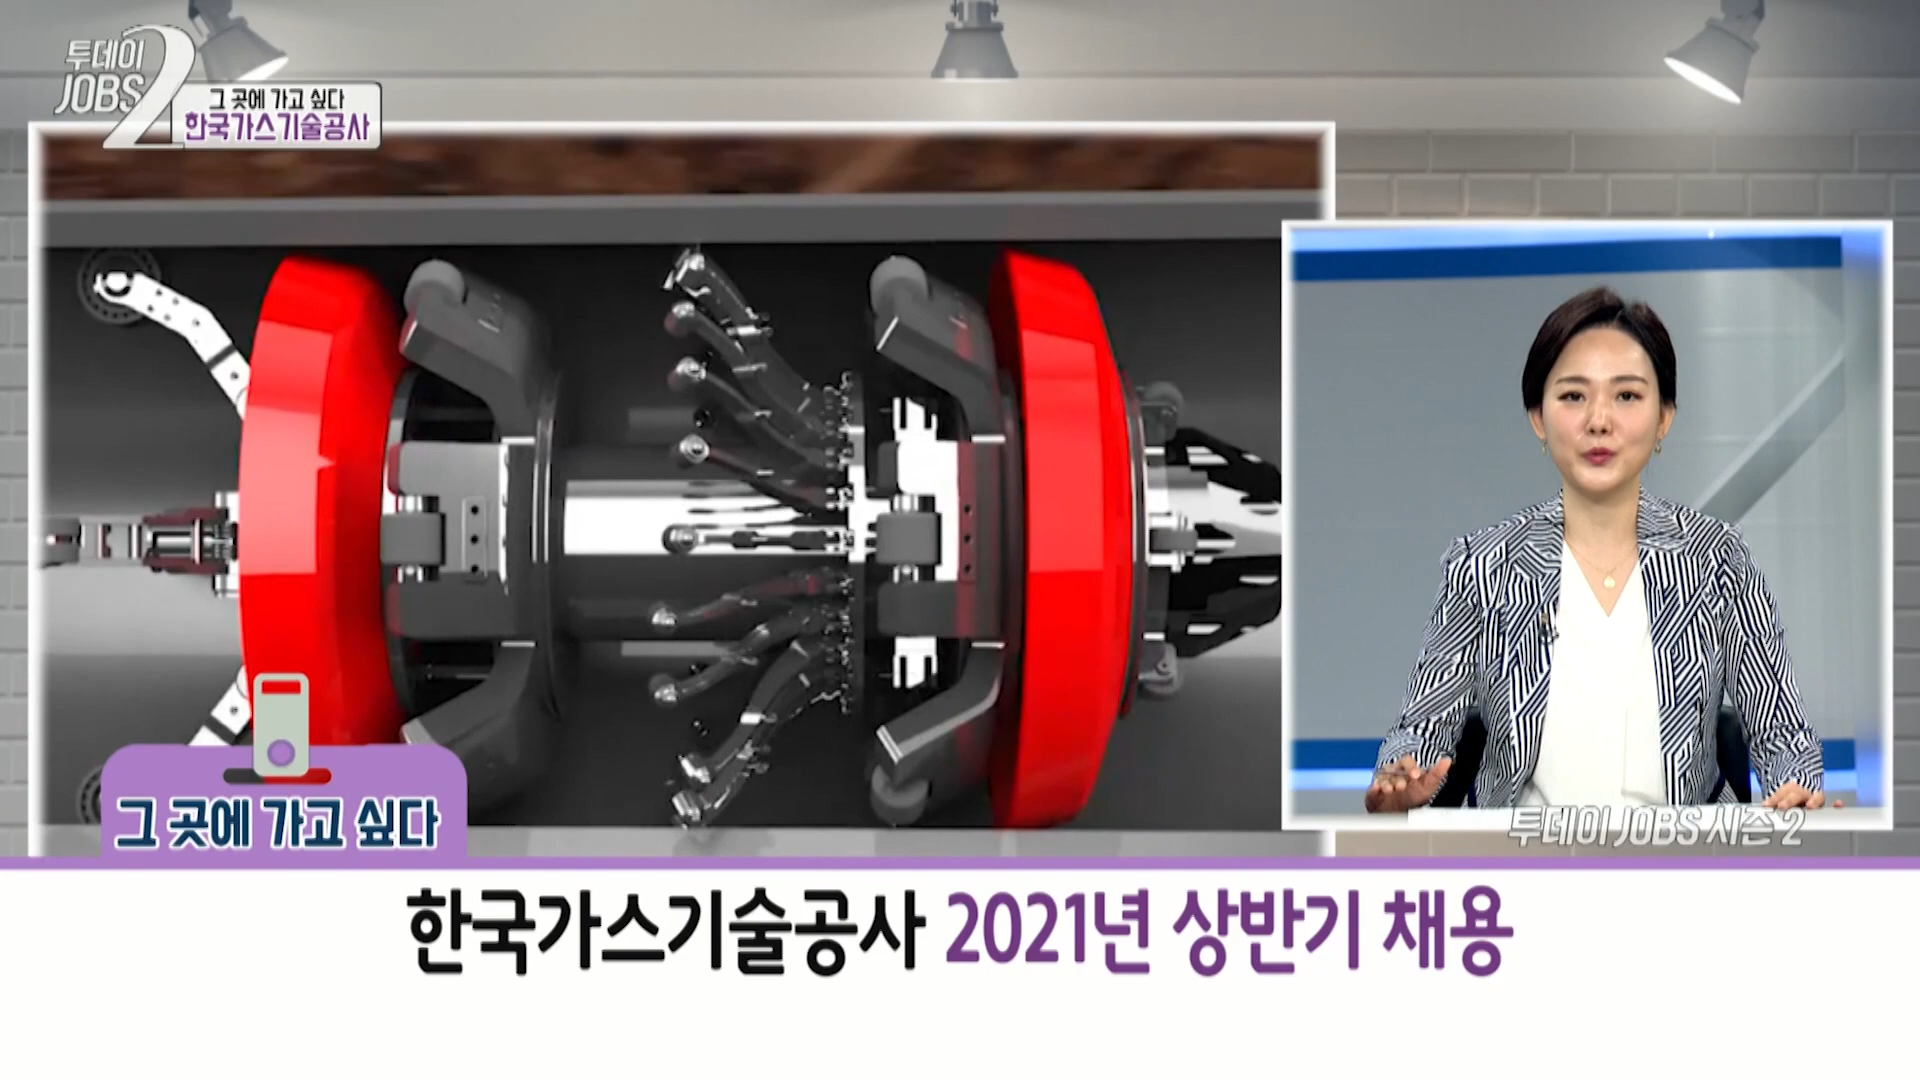 투데이
JOBS 2
그 곳에 가고 싶다
한국가스기술공사
그 곳에 가고 싶다
투데이 JOBS 시즌 2
한국가스기술공사 2021년 상반기 채용